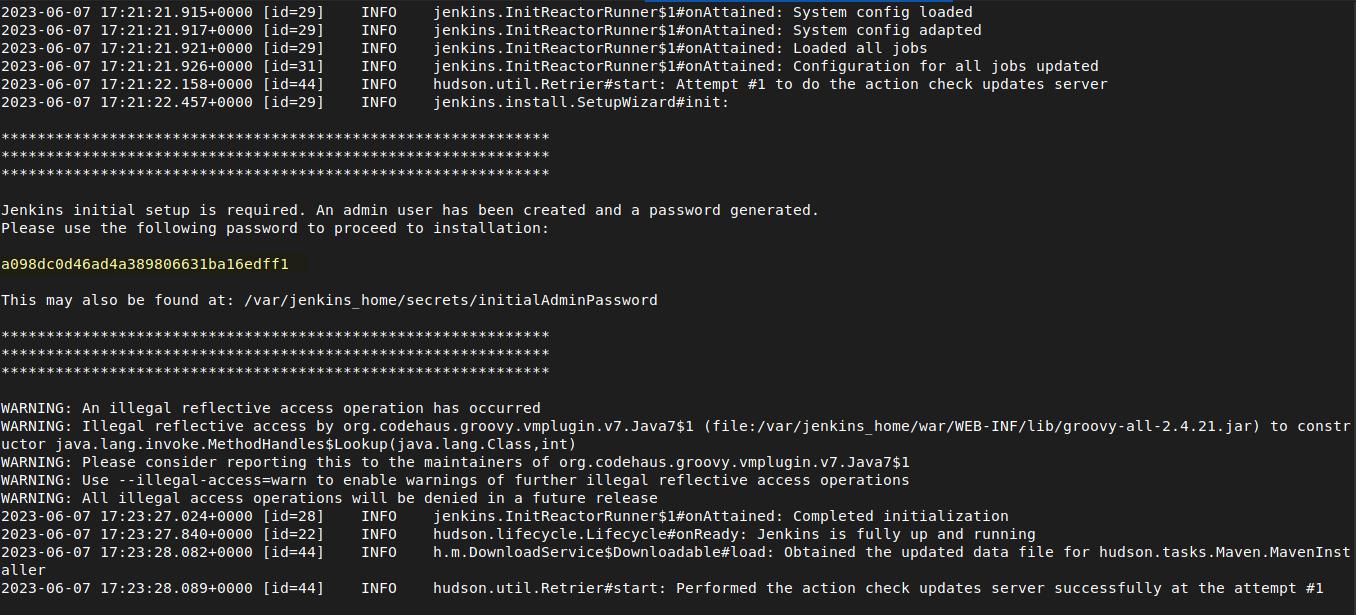 2023-06-07 17:21:21.915+0000 [id=29]    INFO    jenkins.InitReactorRunner$1#onAttained: System config loaded
2023-06-07 17:21:21.917+0000 [id=29]    INFO    jenkins.InitReactorRunner$1#onAttained: System config adapted
2023-06-07 17:21:21.921+0000 [id=29]    INFO    jenkins.InitReactorRunner$1#onAttained: Loaded all jobs
2023-06-07 17:21:21.926+0000 [id=31]    INFO    jenkins.InitReactorRunner$1#onAttained: Configuration for all jobs updated
2023-06-07 17:21:22.158+0000 [id=44]    INFO    hudson.util.Retrier#start: Attempt #1 to do the action check updates server
2023-06-07 17:21:22.457+0000 [id=29]    INFO    jenkins.install.SetupWizard#init:
*************************************************************
*************************************************************
*************************************************************
Jenkins initial setup is required. An admin user has been created and a password generated.
Please use the following password to proceed to installation:
a098dc0d46ad4a389806631ba16edff1
This may also be found at: /var/jenkins_home/secrets/initialAdminPassword
*************************************************************
*************************************************************
*************************************************************
WARNING: An illegal reflective access operation has occurred
WARNING: Illegal reflective access by org.codehaus.groovy.vmplugin.v7.Java7$1 (file:/var/jenkins_home/war/WEB-INF/lib/groovy-all-2.4.21.jar) to constr
uctor java.lang.invoke.MethodHandles$Lookup(java.lang.Class,int)
WARNING: Please consider reporting this to the maintainers of org.codehaus.groovy.vmplugin.v7.Java7$1
WARNING: Use --illegal-access=warn to enable warnings of further illegal reflective access operations
WARNING: All illegal access operations will be denied in a future release
2023-06-07 17:23:27.024+0000 [id=28]    INFO    jenkins.InitReactorRunner$1#onAttained: Completed initialization
2023-06-07 17:23:27.840+0000 [id=22]    INFO    hudson.lifecycle.Lifecycle#onReady: Jenkins is fully up and running
2023-06-07 17:23:28.082+0000 [id=44]    INFO    h.m.DownloadService$Downloadable#load: Obtained the updated data file for hudson.tasks.Maven.MavenInst
aller
2023-06-07 17:23:28.089+0000 [id=44]    INFO    hudson.util.Retrier#start: Performed the action check updates server successfully at the attempt #1